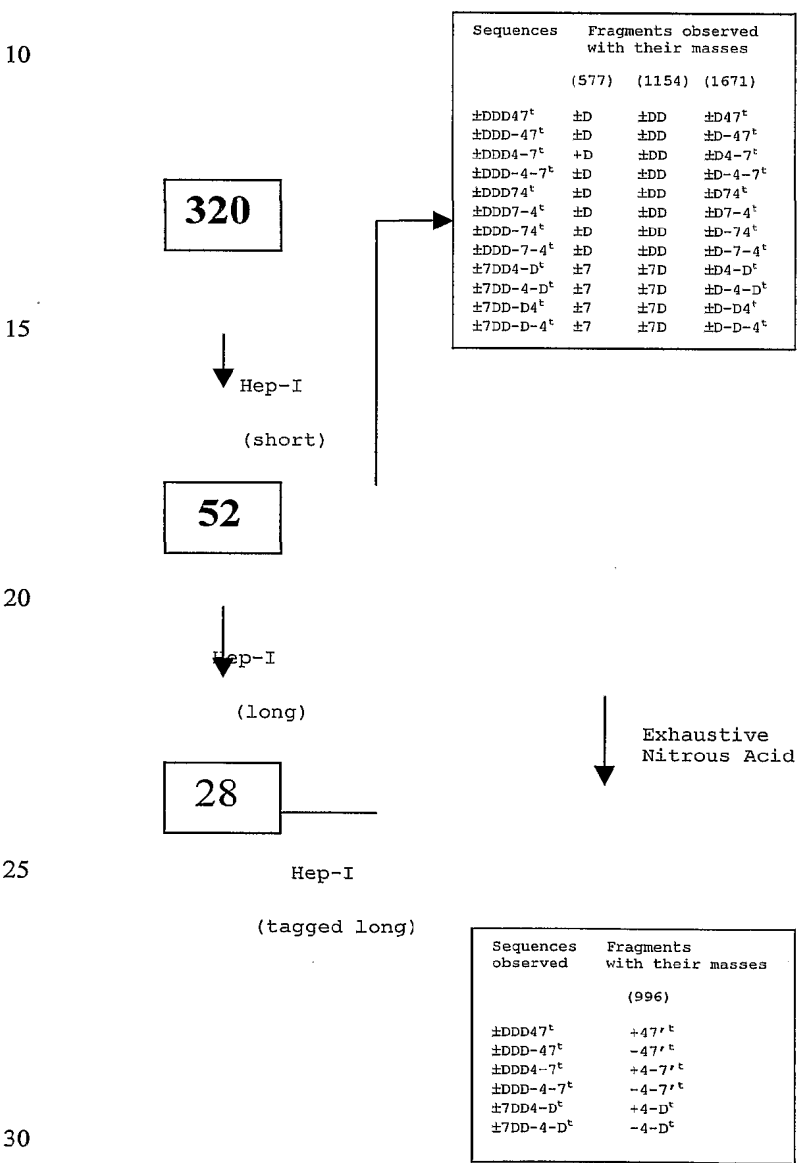 10
Sequences Fragments observed
with their masses
(577) (1154) (1671)
±DDD47ᵗ ±D ±DD ±D47ᵗ
±DDD-47ᵗ ±D ±DD ±D-47ᵗ
±DDD4-7ᵗ +D ±DD ±D4-7ᵗ
±DDD-4-7ᵗ ±D ±DD ±D-4-7ᵗ
±DDD74ᵗ ±D ±DD ±D74ᵗ
±DDD7-4ᵗ ±D ±DD ±D7-4ᵗ
±DDD-74ᵗ ±D ±DD ±D-74ᵗ
±DDD-7-4ᵗ ±D ±DD ±D-7-4ᵗ
±7DD4-Dᵗ ±7 ±7D ±D4-Dᵗ
±7DD-4-Dᵗ ±7 ±7D ±D-4-Dᵗ
±7DD-D4ᵗ ±7 ±7D ±D-D4ᵗ
±7DD-D-4ᵗ ±7 ±7D ±D-D-4ᵗ
320
15
Hep-I
(short)
52
20
Hep-I
(long)
Exhaustive
Nitrous Acid
28
25
Hep-I
(tagged long)
Sequences Fragments
observed with their masses
(996)
±DDD47ᵗ +47'ᵗ
±DDD-47ᵗ -47'ᵗ
±DDD4-7ᵗ +4-7'ᵗ
±DDD-4-7ᵗ -4-7'ᵗ
±7DD4-Dᵗ +4-Dᵗ
±7DD-4-Dᵗ -4-Dᵗ
30